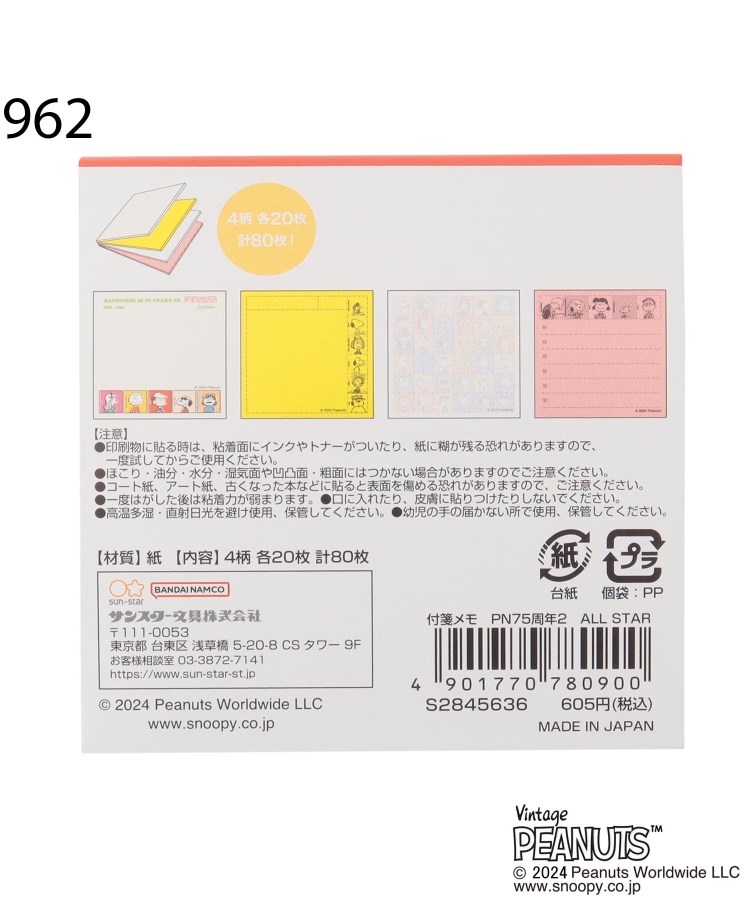 962
4柄 各20枚
計80枚!
HAPPINESS IS 75 YEARS OF PEANUTS
© 2024 Peanuts
© 2024 Peanuts
© 2024 Peanuts
【注意】
●印刷物に貼る時は、粘着面にインクやトナーがついたり、紙に糊が残る恐れがありますので、
一度試してからご使用ください。
●ほこり・油分・水分・湿気面や凹凸面・粗面にはつかない場合がありますのでご注意ください。
●コート紙、アート紙、古くなった本などに貼ると表面を傷める恐れがありますので、ご注意ください。
●一度はがした後は粘着力が弱まります。●口に入れたり、皮膚に貼りつけたりしないでください。
●高温多湿・直射日光を避け使用、保管してください。●幼児の手の届かない所で使用、保管してください。
【材質】紙 【内容】4柄 各20枚 計80枚
紙
プラ
台紙
個袋:PP
sun-star
BANDAI NAMCO
サンスター文具株式会社
〒111-0053
東京都 台東区 浅草橋 5-20-8 CS タワー 9F
お客様相談室 03-3872-7141
https://www.sun-star-st.jp/
© 2024 Peanuts Worldwide LLC
www.snoopy.co.jp
付箋メモ PN75周年2 ALL STAR
4 901770 780900
S2845636 605円(税込)
MADE IN JAPAN
Vintage
PEANUTS™
© 2024 Peanuts Worldwide LLC
www.snoopy.co.jp